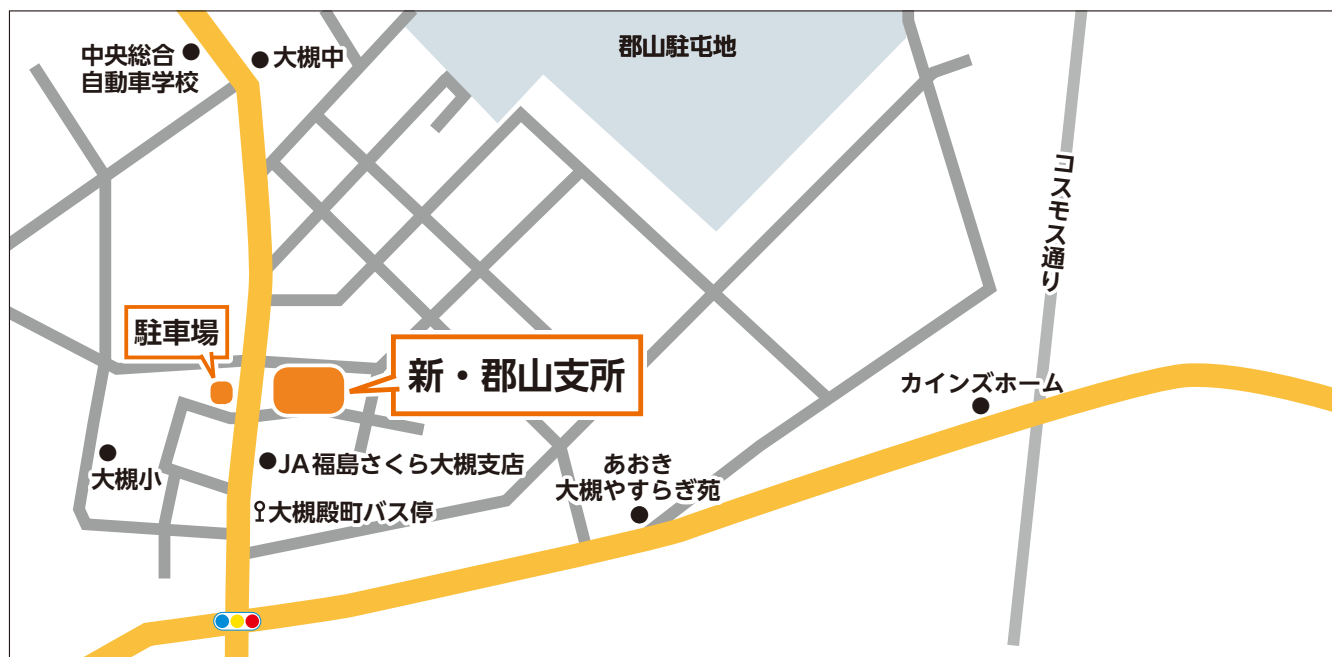 中央総合
自動車学校
大槻中
郡山駐屯地
コスモス通り
駐車場
新・郡山支所
カインズホーム
大槻小
JA福島さくら大槻支店
あおき
大槻やすらぎ苑
大槻殿町バス停